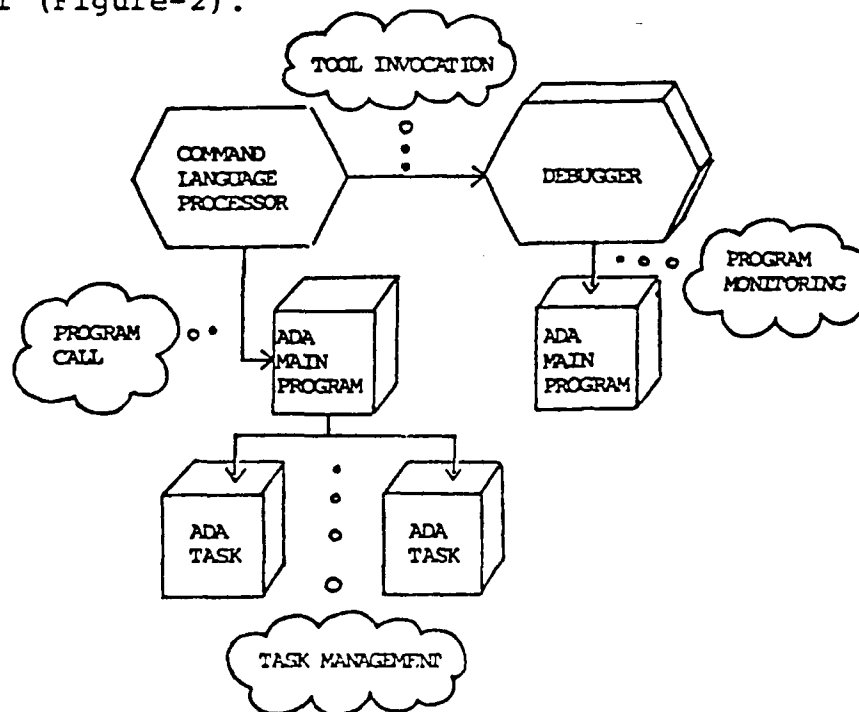 (Figure-2).
TOOL INVOCATION
COMMAND
LANGUAGE
PROCESSOR
DEBUGGER
PROGRAM
MONITORING
PROGRAM
CALL
ADA
MAIN
PROGRAM
ADA
MAIN
PROGRAM
ADA
TASK
ADA
TASK
TASK MANAGEMENT